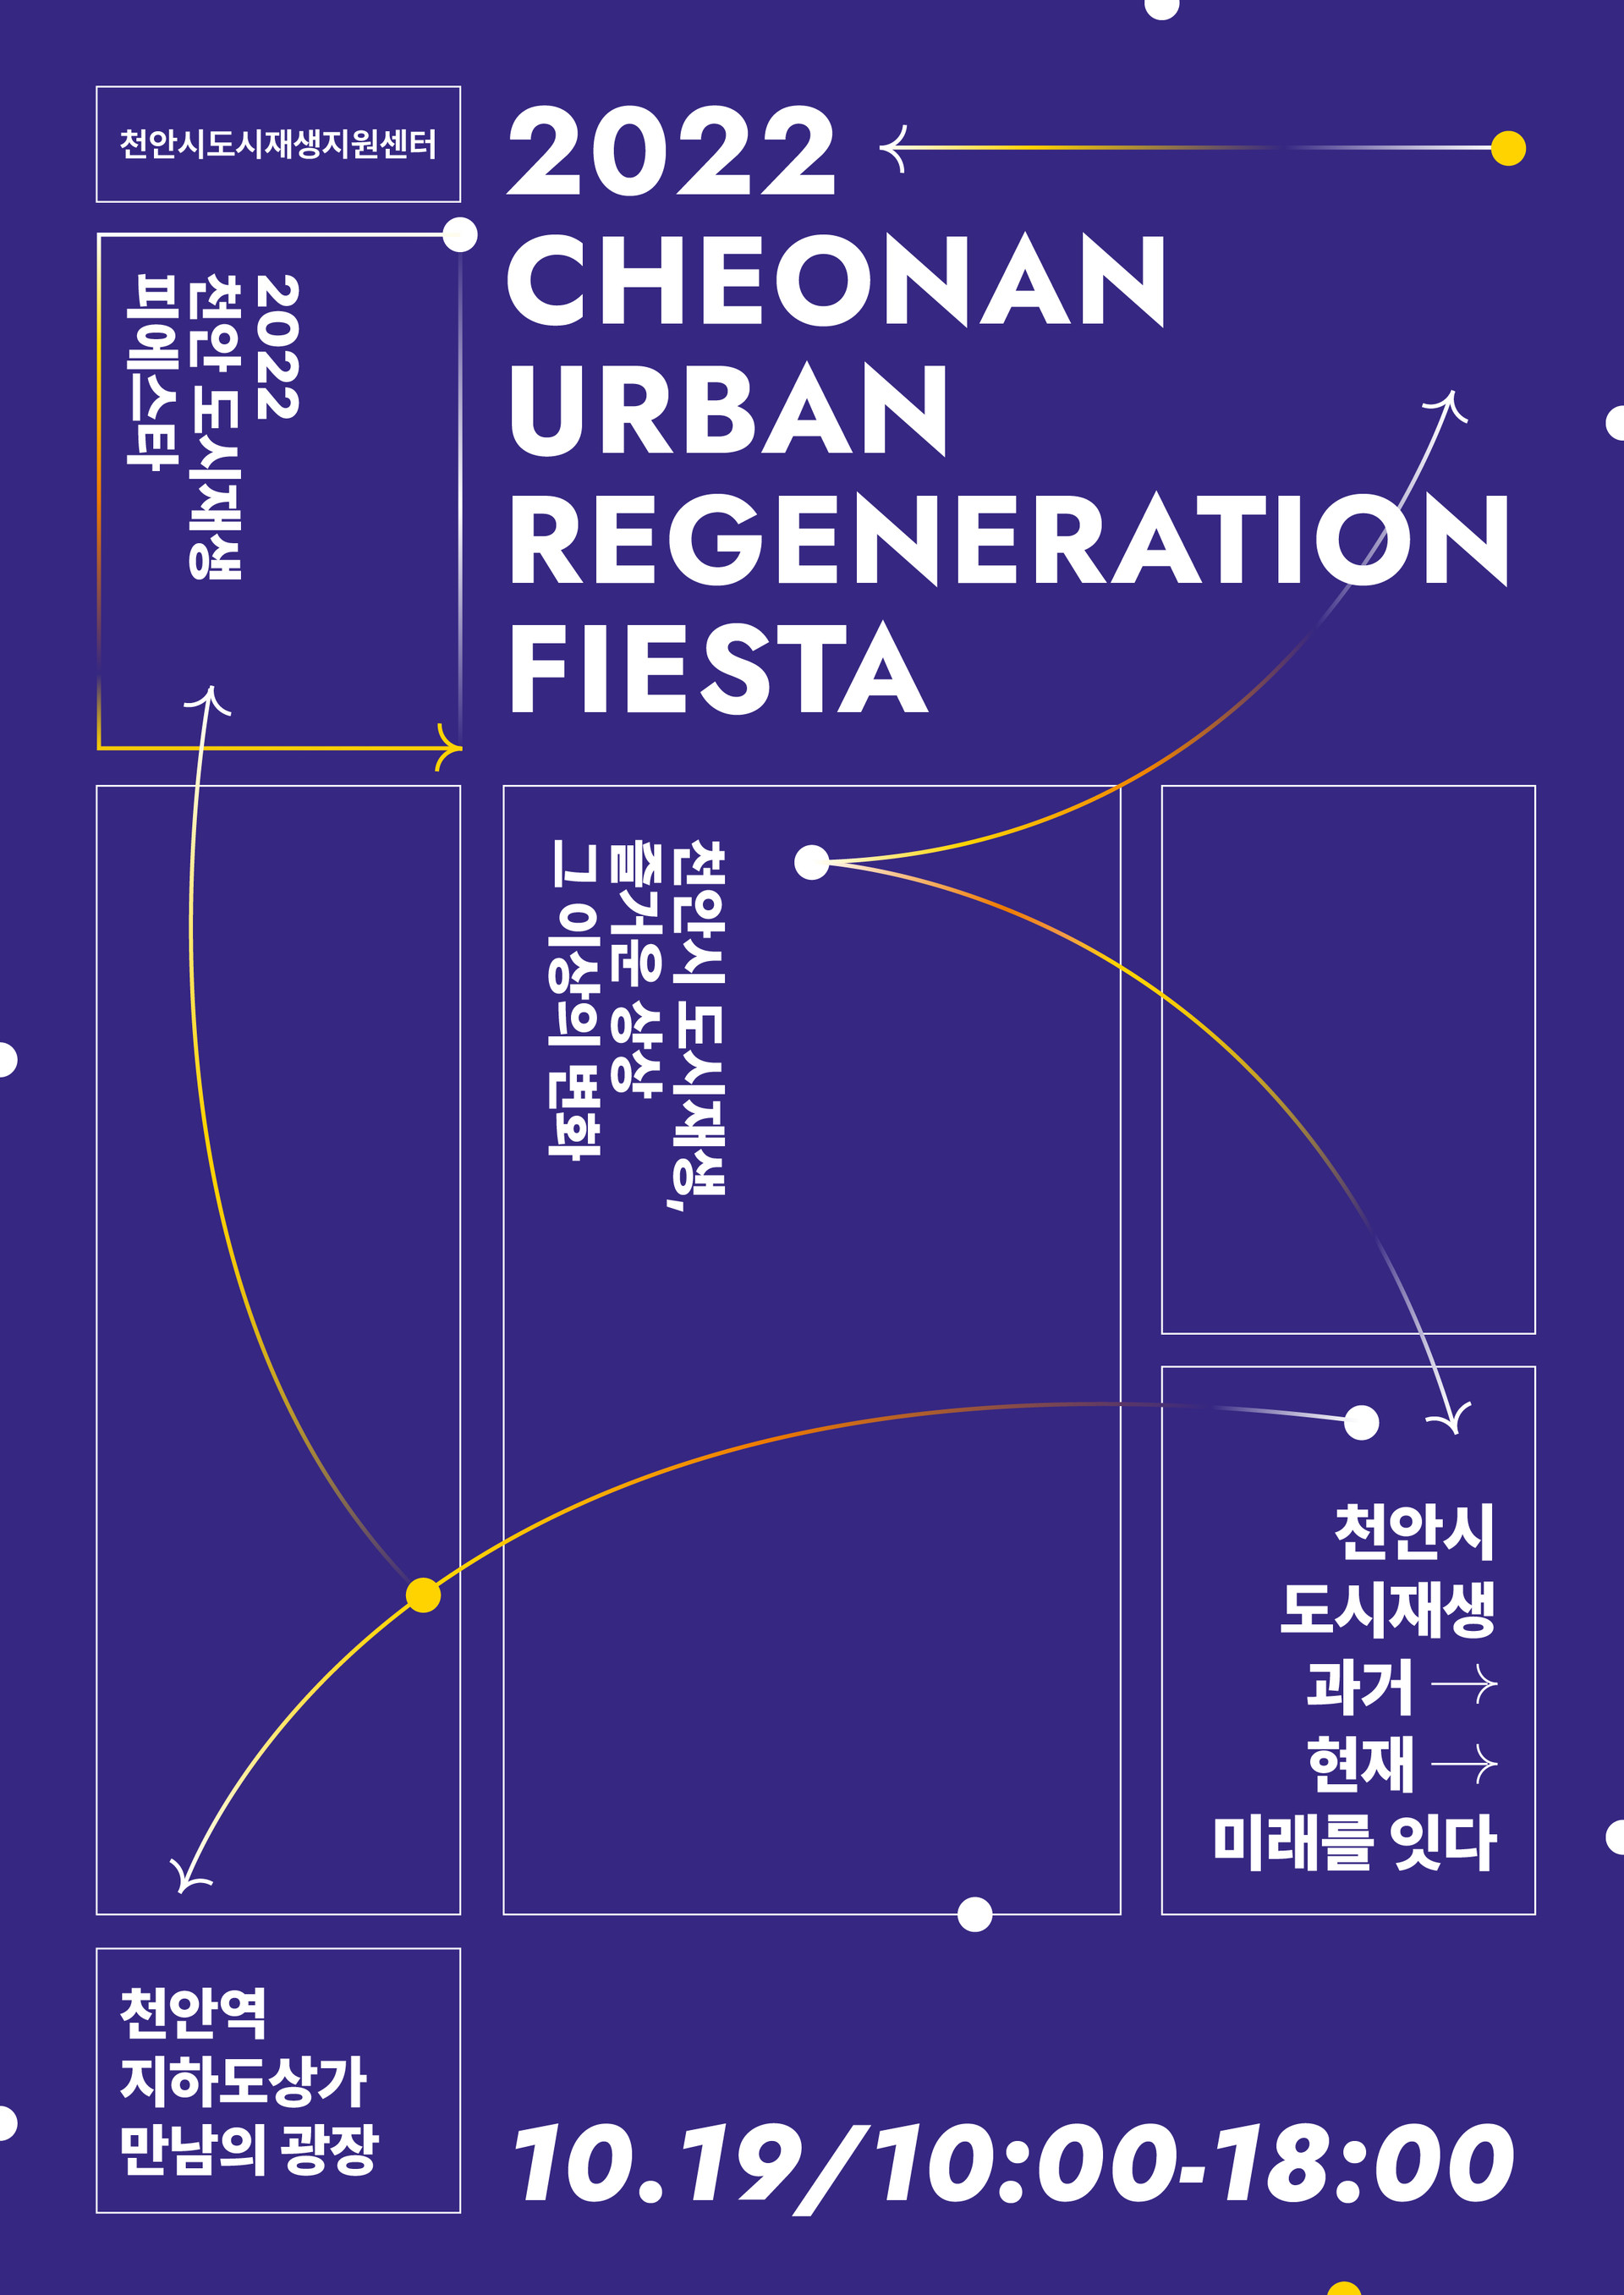 천안시도시재생지원센터
2022
CHEONAN
URBAN
REGENERATION
FIESTA
2022
천안 도시재생
피에스타
천안시 도시재생,
즐거운 상상
그 이상의 변화
천안시
도시재생
과거
현재
미래를 잇다
천안역
지하도상가
만남의 광장
10.19/10:00-18:00